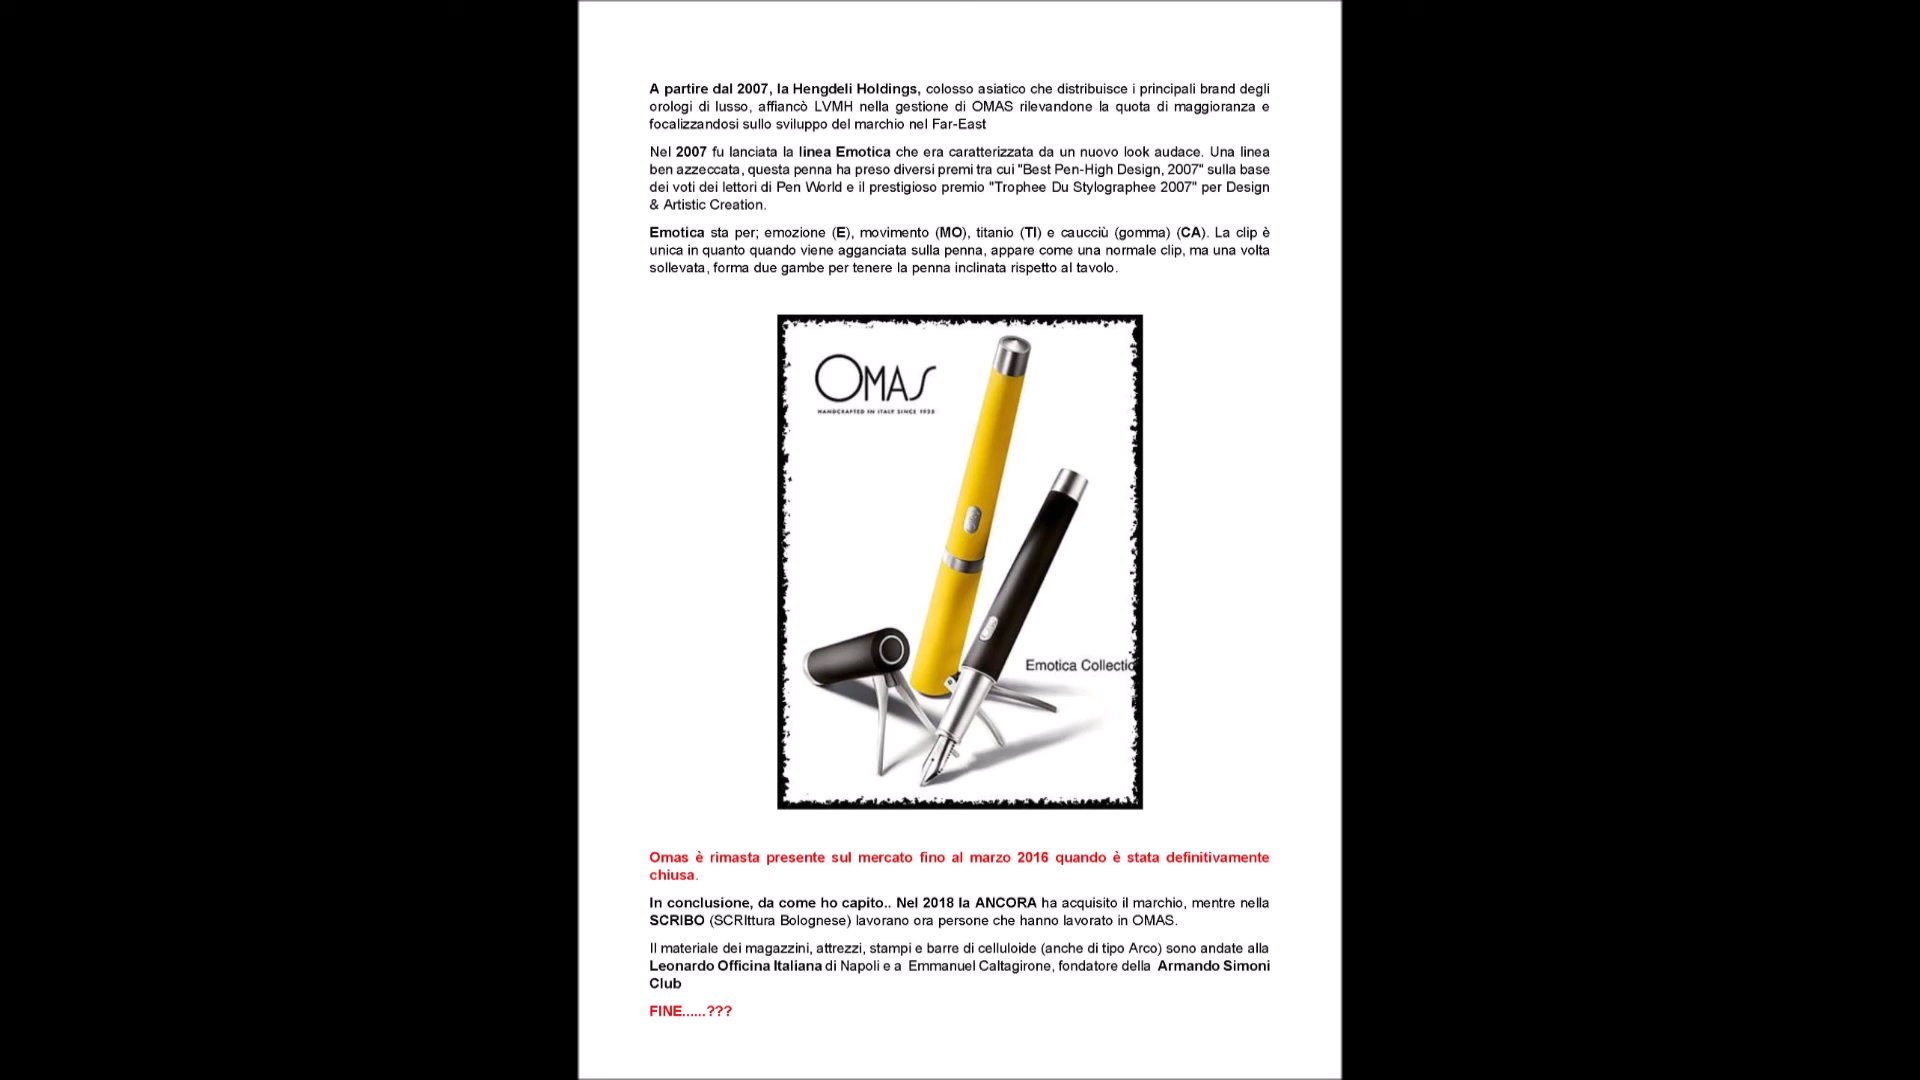 A partire dal 2007, la Hengdeli Holdings, colosso asiatico che distribuisce i principali brand degli
orologi di lusso, affiancò LVMH nella gestione di OMAS rilevandone la quota di maggioranza e
focalizzandosi sullo sviluppo del marchio nel Far-East
Nel 2007 fu lanciata la linea Emotica che era caratterizzata da un nuovo look audace. Una linea
ben azzeccata, questa penna ha preso diversi premi tra cui "Best Pen-High Design, 2007" sulla base
dei voti dei lettori di Pen World e il prestigioso premio "Trophee Du Stylographee 2007" per Design
& Artistic Creation.
Emotica sta per; emozione (E), movimento (MO), titanio (TI) e caucciù (gomma) (CA). La clip è
unica in quanto quando viene agganciata sulla penna, appare come una normale clip, ma una volta
sollevata, forma due gambe per tenere la penna inclinata rispetto al tavolo.
OMAS
HANDCRAFTED IN ITALY SINCE 1925
Emotica Collectio
Omas è rimasta presente sul mercato fino al marzo 2016 quando è stata definitivamente
chiusa.
In conclusione, da come ho capito.. Nel 2018 la ANCORA ha acquisito il marchio, mentre nella
SCRIBO (SCRIttura Bolognese) lavorano ora persone che hanno lavorato in OMAS.
Il materiale dei magazzini, attrezzi, stampi e barre di celluloide (anche di tipo Arco) sono andate alla
Leonardo Officina Italiana di Napoli e a Emmanuel Caltagirone, fondatore della Armando Simoni
Club
FINE......???